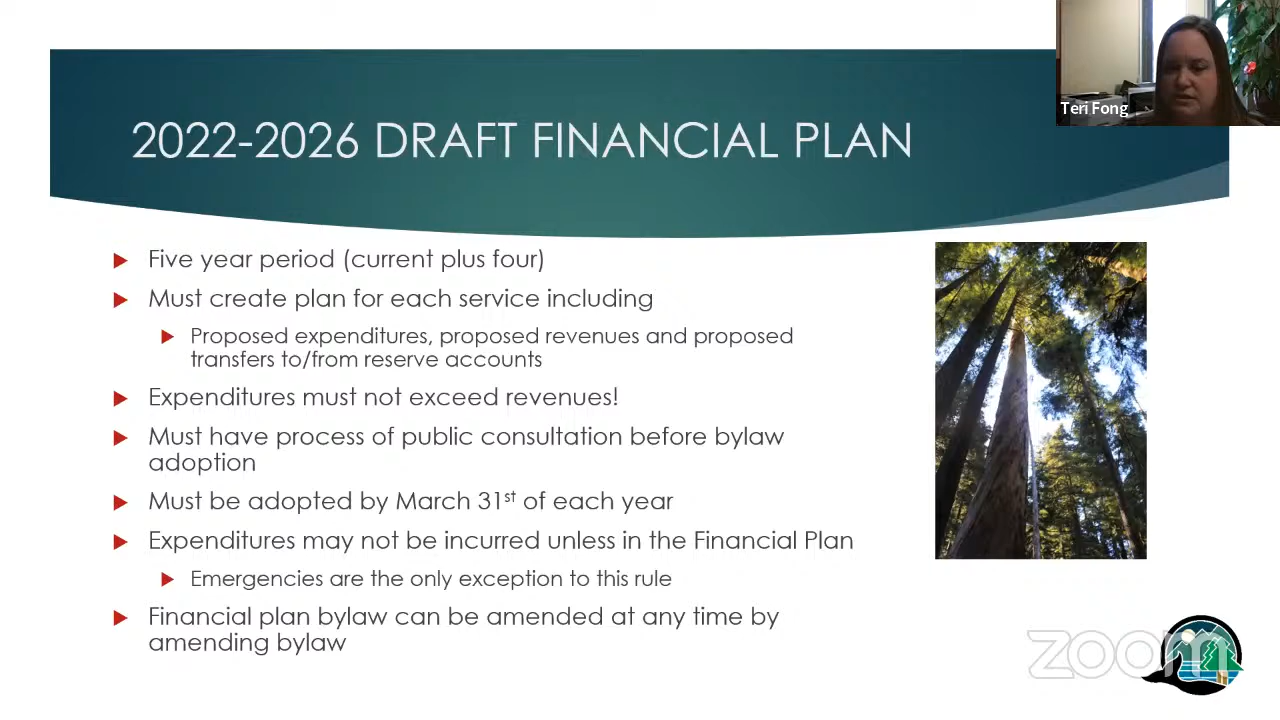 Teri Fong
2022-2026 DRAFT FINANCIAL PLAN
Five year period (current plus four)
Must create plan for each service including
Proposed expenditures, proposed revenues and proposed
transfers to/from reserve accounts
Expenditures must not exceed revenues!
Must have process of public consultation before bylaw
adoption
Must be adopted by March 31st of each year
Expenditures may not be incurred unless in the Financial Plan
Emergencies are the only exception to this rule
Financial plan bylaw can be amended at any time by
amending bylaw
zoom